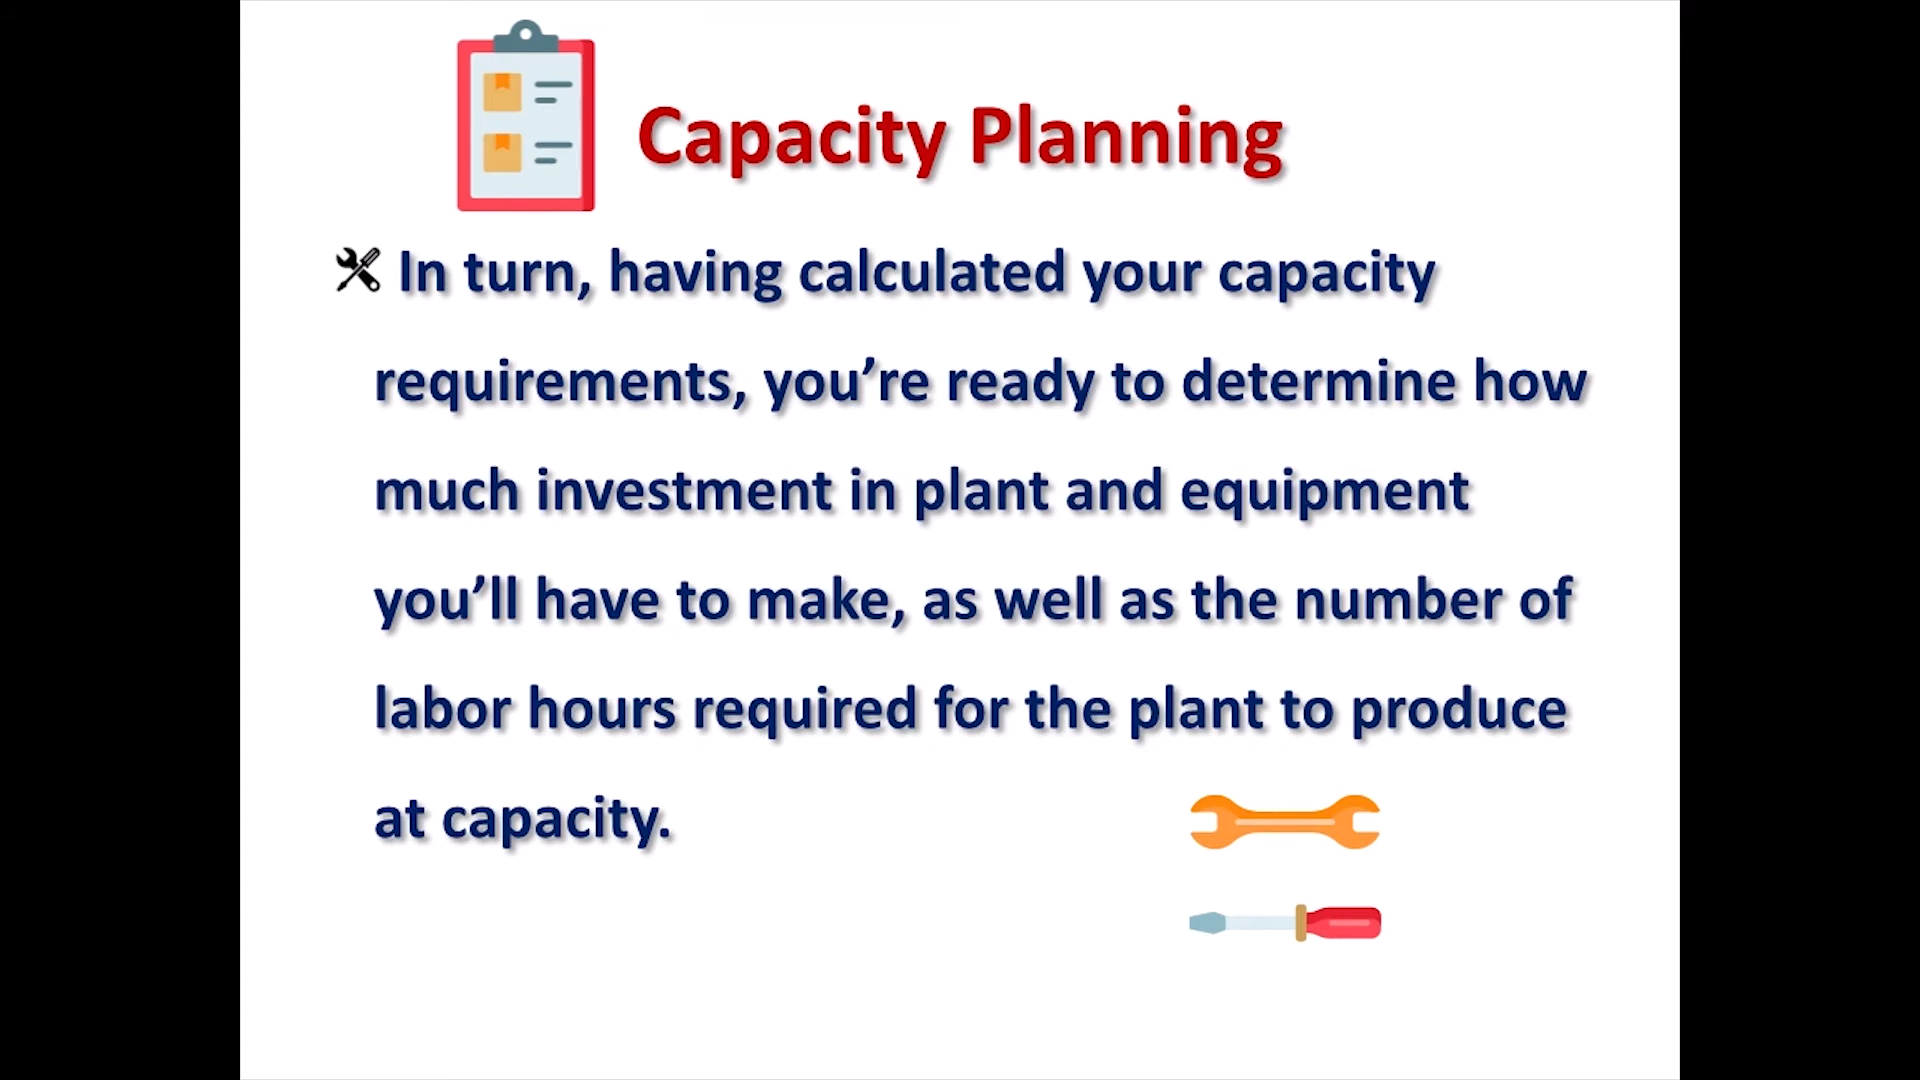 Capacity Planning
In turn, having calculated your capacity
requirements, you’re ready to determine how
much investment in plant and equipment
you’ll have to make, as well as the number of
labor hours required for the plant to produce
at capacity.